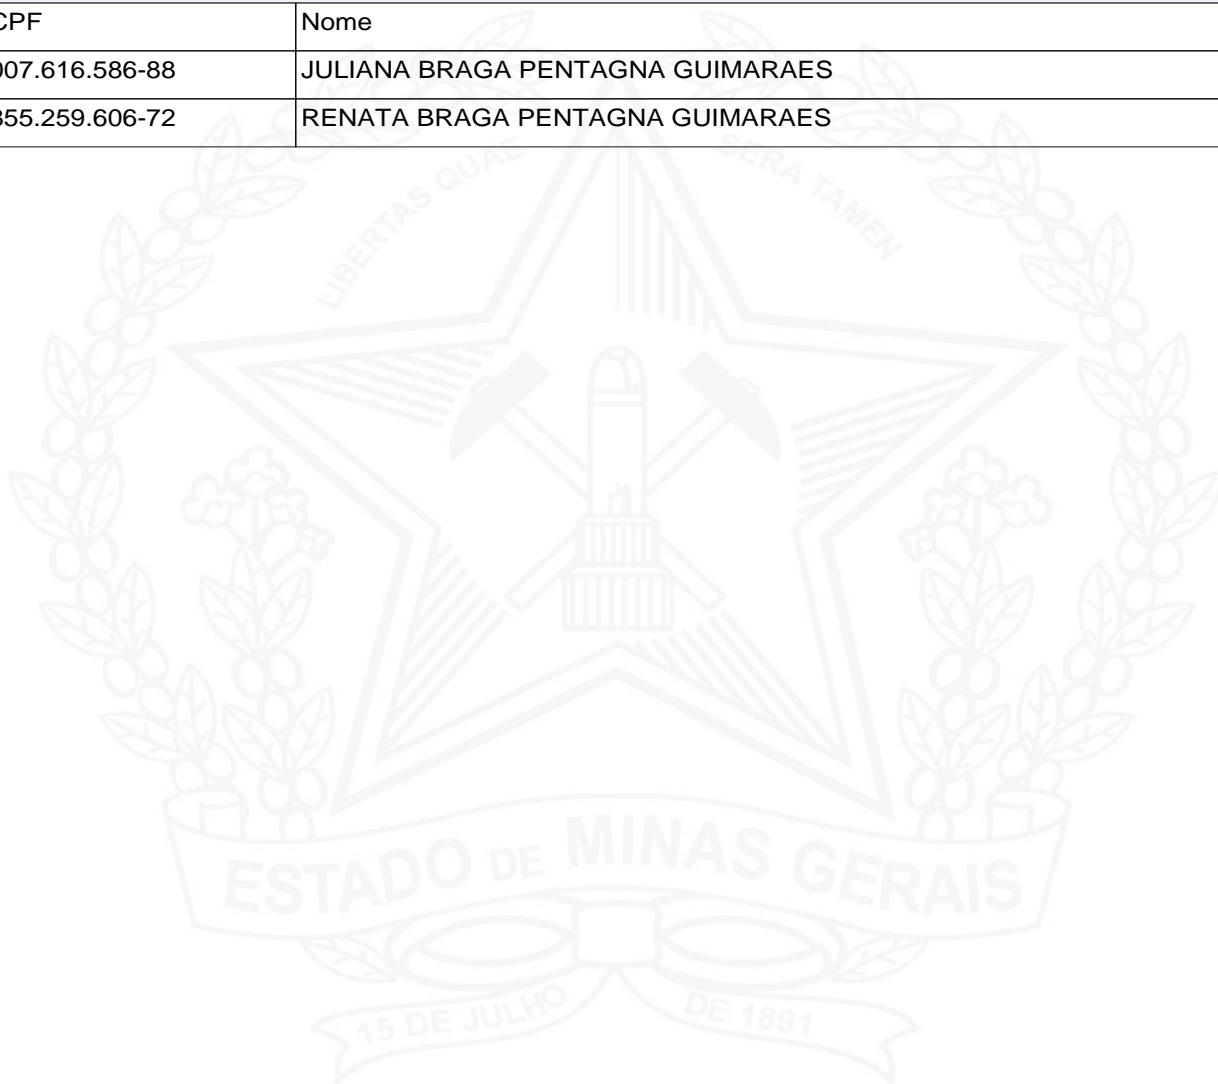 CPF Nome
007.616.586-88 JULIANA BRAGA PENTAGNA GUIMARAES
855.259.606-72 RENATA BRAGA PENTAGNA GUIMARAES
LIBERTAS QUAE SERA TAMEN
ESTADO DE MINAS GERAIS
15 DE JULHO DE 1891